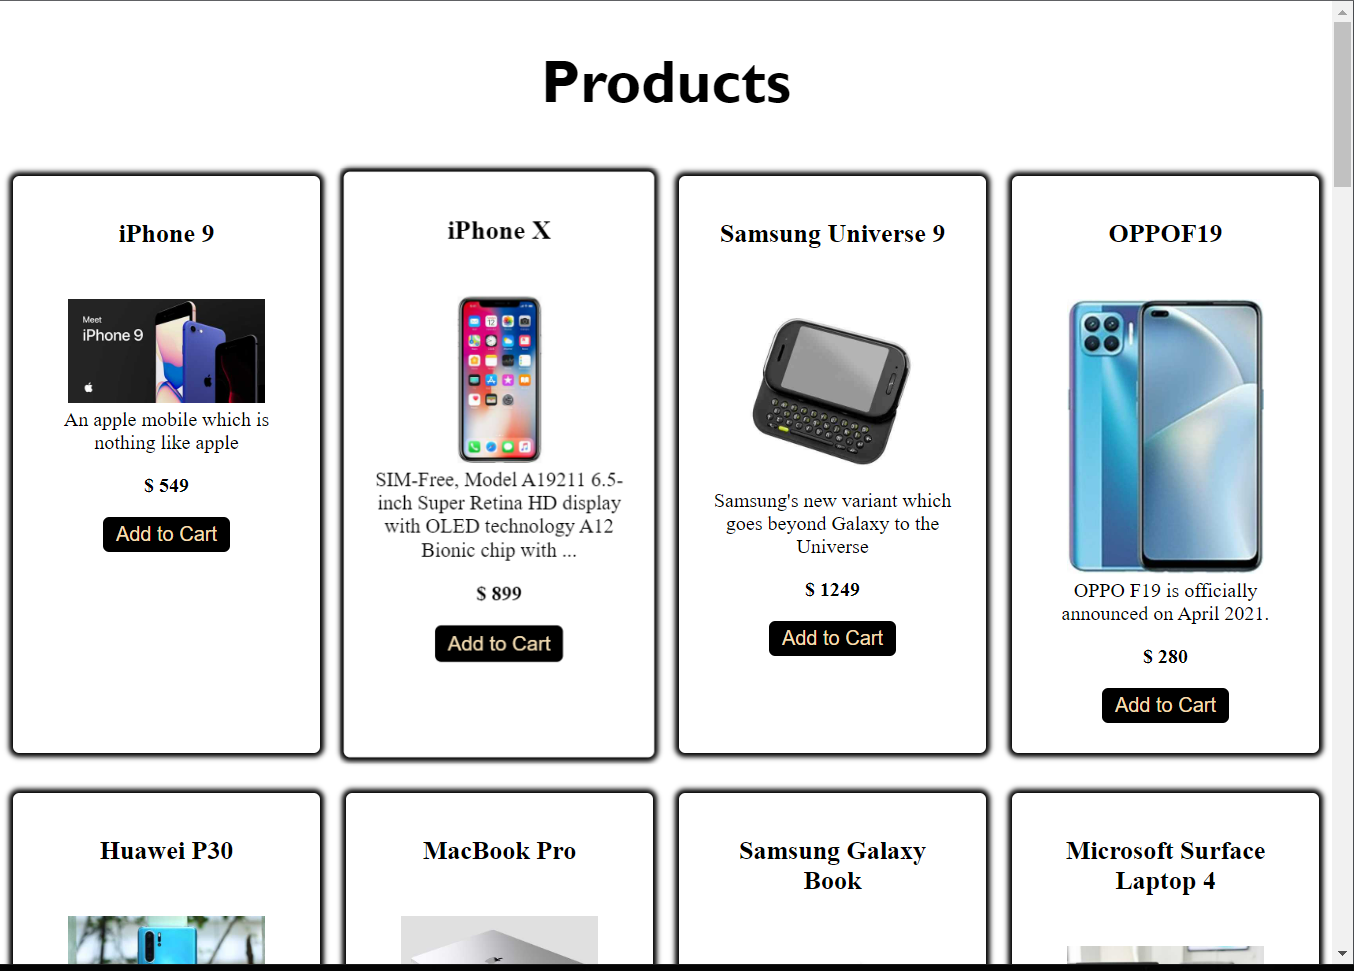 Products
iPhone 9
Meet
iPhone 9
An apple mobile which is
nothing like apple
$ 549
Add to Cart
iPhone X
SIM-Free, Model A19211 6.5-
inch Super Retina HD display
with OLED technology A12
Bionic chip with ...
$ 899
Add to Cart
Samsung Universe 9
Samsung's new variant which
goes beyond Galaxy to the
Universe
$ 1249
Add to Cart
OPPOF19
OPPO F19 is officially
announced on April 2021.
$ 280
Add to Cart
Huawei P30
MacBook Pro
Samsung Galaxy
Book
Microsoft Surface
Laptop 4